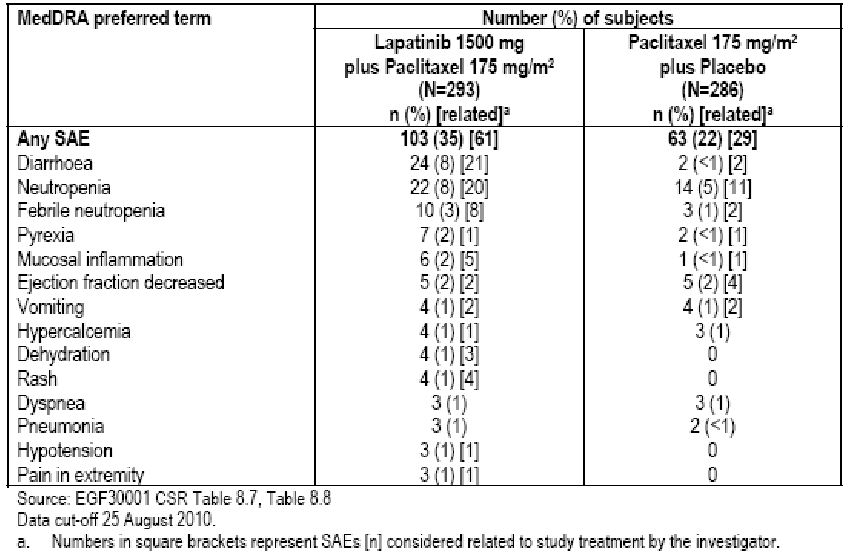 MedDRA preferred term Number (%) of subjects
Lapatinib 1500 mg Paclitaxel 175 mg/m²
plus Paclitaxel 175 mg/m² plus Placebo
(N=293) (N=286)
n (%) [related]ª n (%) [related]ª
Any SAE 103 (35) [61] 63 (22) [29]
Diarrhoea 24 (8) [21] 2 (<1) [2]
Neutropenia 22 (8) [20] 14 (5) [11]
Febrile neutropenia 10 (3) [8] 3 (1) [2]
Pyrexia 7 (2) [1] 2 (<1) [1]
Mucosal inflammation 6 (2) [5] 1 (<1) [1]
Ejection fraction decreased 5 (2) [2] 5 (2) [4]
Vomiting 4 (1) [2] 4 (1) [2]
Hypercalcemia 4 (1) [1] 3 (1)
Dehydration 4 (1) [3] 0
Rash 4 (1) [4] 0
Dyspnea 3 (1) 3 (1)
Pneumonia 3 (1) 2 (<1)
Hypotension 3 (1) [1] 0
Pain in extremity 3 (1) [1] 0
Source: EGF30001 CSR Table 8.7, Table 8.8
Data cut-off 25 August 2010.
a. Numbers in square brackets represent SAEs [n] considered related to study treatment by the investigator.